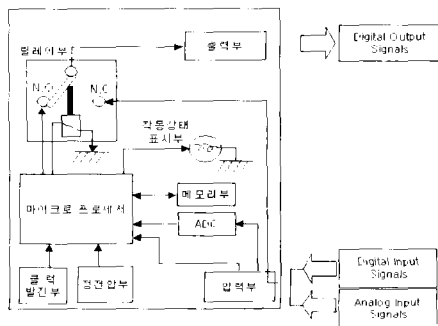 릴레이부
출력부
Digital Output
Signals
N.O
N.C
작동상태
표시부
마이크로 프로세서
메모리부
ADC
클럭
발진부
정전압부
입력부
Digital Input
Signals
Analog Input
Signals